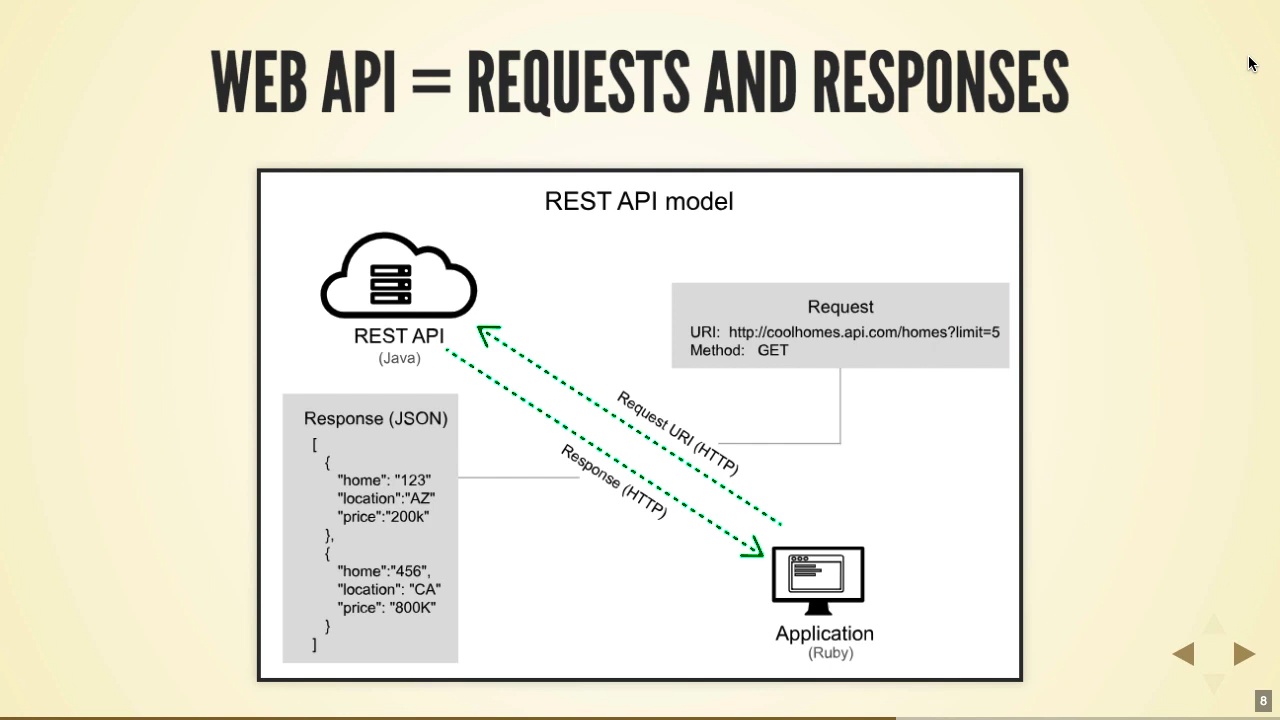 WEB API = REQUESTS AND RESPONSES
REST API model
REST API
(Java)
Request
URI: http://coolhomes.api.com/homes?limit=5
Method: GET
Request URI (HTTP)
Response (HTTP)
Response (JSON)
[
{
"home": "123"
"location":"AZ"
"price":"200k"
},
{
"home":"456",
"location": "CA"
"price": "800K"
}
]
Application
(Ruby)
8